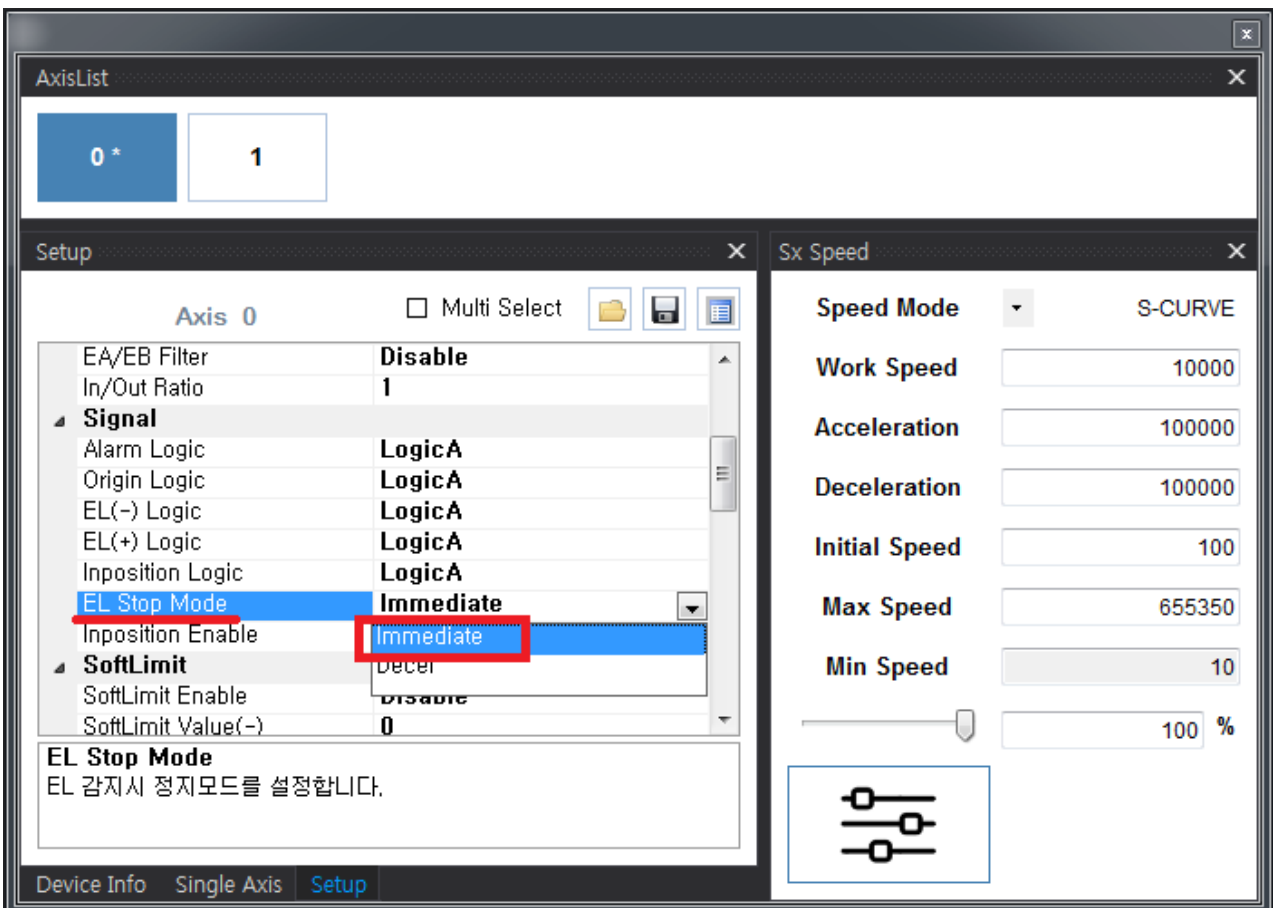 AxisList
0 *
1
Setup
Axis 0
Multi Select
EA/EB Filter Disable
In/Out Ratio 1
Signal
Alarm Logic LogicA
Origin Logic LogicA
EL(-) Logic LogicA
EL(+) Logic LogicA
Inposition Logic LogicA
EL Stop Mode Immediate
Inposition Enable
Immediate
Decel
SoftLimit
SoftLimit Enable Disable
SoftLimit Value(-) 0
EL Stop Mode
EL 감지시 정지모드를 설정합니다.
Device Info Single Axis Setup
Sx Speed
Speed Mode S-CURVE
Work Speed 10000
Acceleration 100000
Deceleration 100000
Initial Speed 100
Max Speed 655350
Min Speed 10
100 %